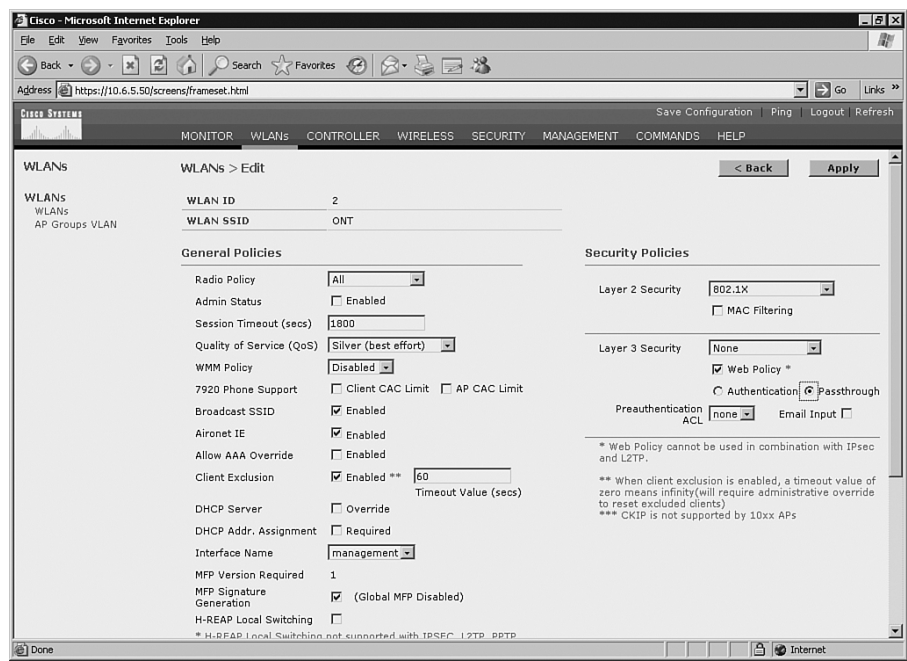 Cisco - Microsoft Internet Explorer
File Edit View Favorites Tools Help
Back Search Favorites
Address https://10.6.5.50/screens/frameset.html Go Links »
CISCO SYSTEMS
Save Configuration | Ping | Logout | Refresh
MONITOR WLANs CONTROLLER WIRELESS SECURITY MANAGEMENT COMMANDS HELP
WLANs
WLANs > Edit
< Back Apply
WLANs
WLANs
AP Groups VLAN
WLAN ID 2
WLAN SSID ONT
General Policies
Radio Policy All
Admin Status Enabled
Session Timeout (secs) 1800
Quality of Service (QoS) Silver (best effort)
WMM Policy Disabled
7920 Phone Support Client CAC Limit AP CAC Limit
Broadcast SSID Enabled
Aironet IE Enabled
Allow AAA Override Enabled
Client Exclusion Enabled ** 60
Timeout Value (secs)
DHCP Server Override
DHCP Addr. Assignment Required
Interface Name management
MFP Version Required 1
MFP Signature
Generation (Global MFP Disabled)
H-REAP Local Switching
* H-REAP Local Switching not supported with IPSEC, L2TP, PPTP,
Security Policies
Layer 2 Security 802.1X
MAC Filtering
Layer 3 Security None
Web Policy *
Authentication Passthrough
Preauthentication
ACL none Email Input
* Web Policy cannot be used in combination with IPsec
and L2TP.
** When client exclusion is enabled, a timeout value of
zero means infinity(will require administrative override
to reset excluded clients)
*** CKIP is not supported by 10xx APs
Done Internet